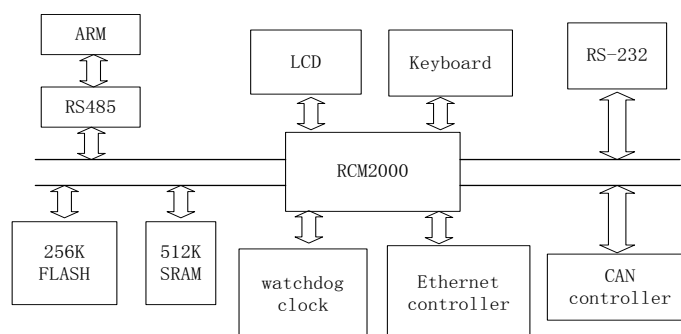 ARM
LCD
Keyboard
RS-232
RS485
RCM2000
256K
FLASH
512K
SRAM
watchdog
clock
Ethernet
controller
CAN
controller